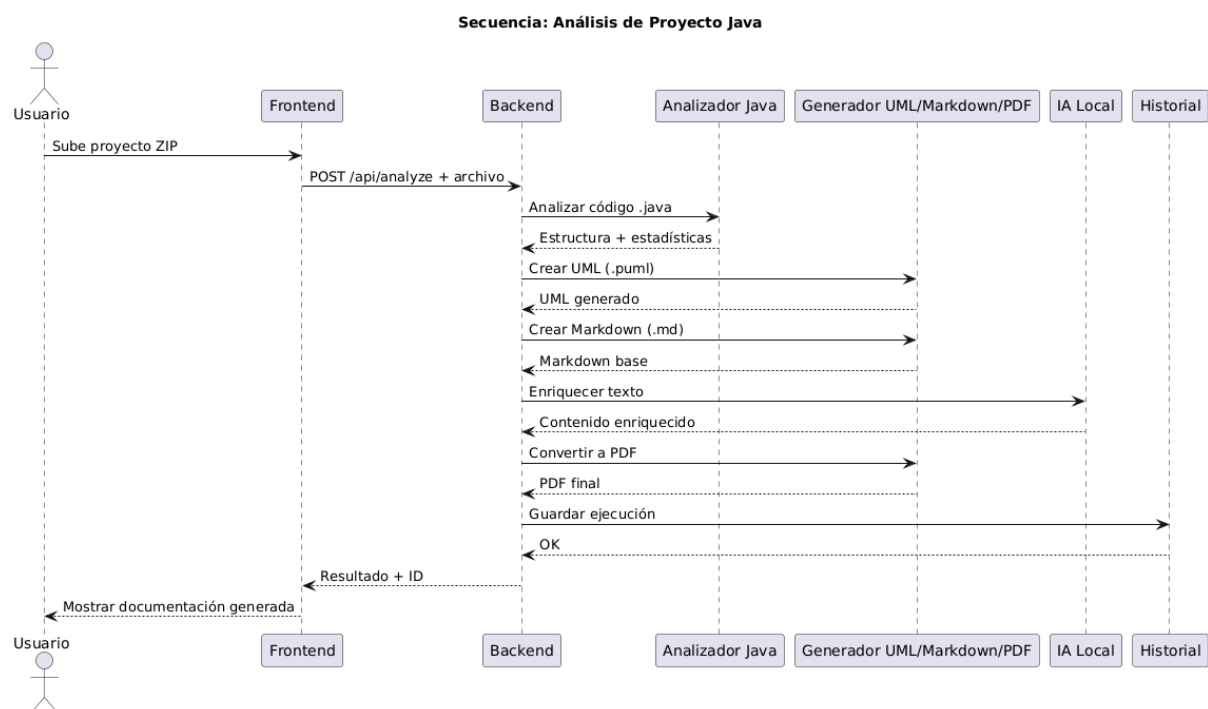 Secuencia: Análisis de Proyecto Java
Usuario
Frontend
Backend
Analizador Java
Generador UML/Markdown/PDF
IA Local
Historial
Sube proyecto ZIP
POST /api/analyze + archivo
Analizar código .java
Estructura + estadísticas
Crear UML (.puml)
UML generado
Crear Markdown (.md)
Markdown base
Enriquecer texto
Contenido enriquecido
Convertir a PDF
PDF final
Guardar ejecución
OK
Resultado + ID
Mostrar documentación generada
Usuario
Frontend
Backend
Analizador Java
Generador UML/Markdown/PDF
IA Local
Historial